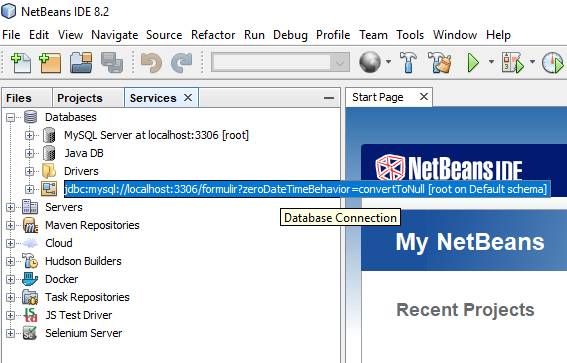 NetBeans IDE 8.2
File Edit View Navigate Source Refactor Run Debug Profile Team Tools Window Help
Files Projects Services
Start Page
Databases
MySQL Server at localhost:3306 [root]
Java DB
Drivers
jdbc:mysql://localhost:3306/formulir?zeroDateTimeBehavior=convertToNull [root on Default schema]
Database Connection
Servers
Maven Repositories
Cloud
Hudson Builders
Docker
Task Repositories
JS Test Driver
Selenium Server
NetBeans IDE
My NetBeans
Recent Projects